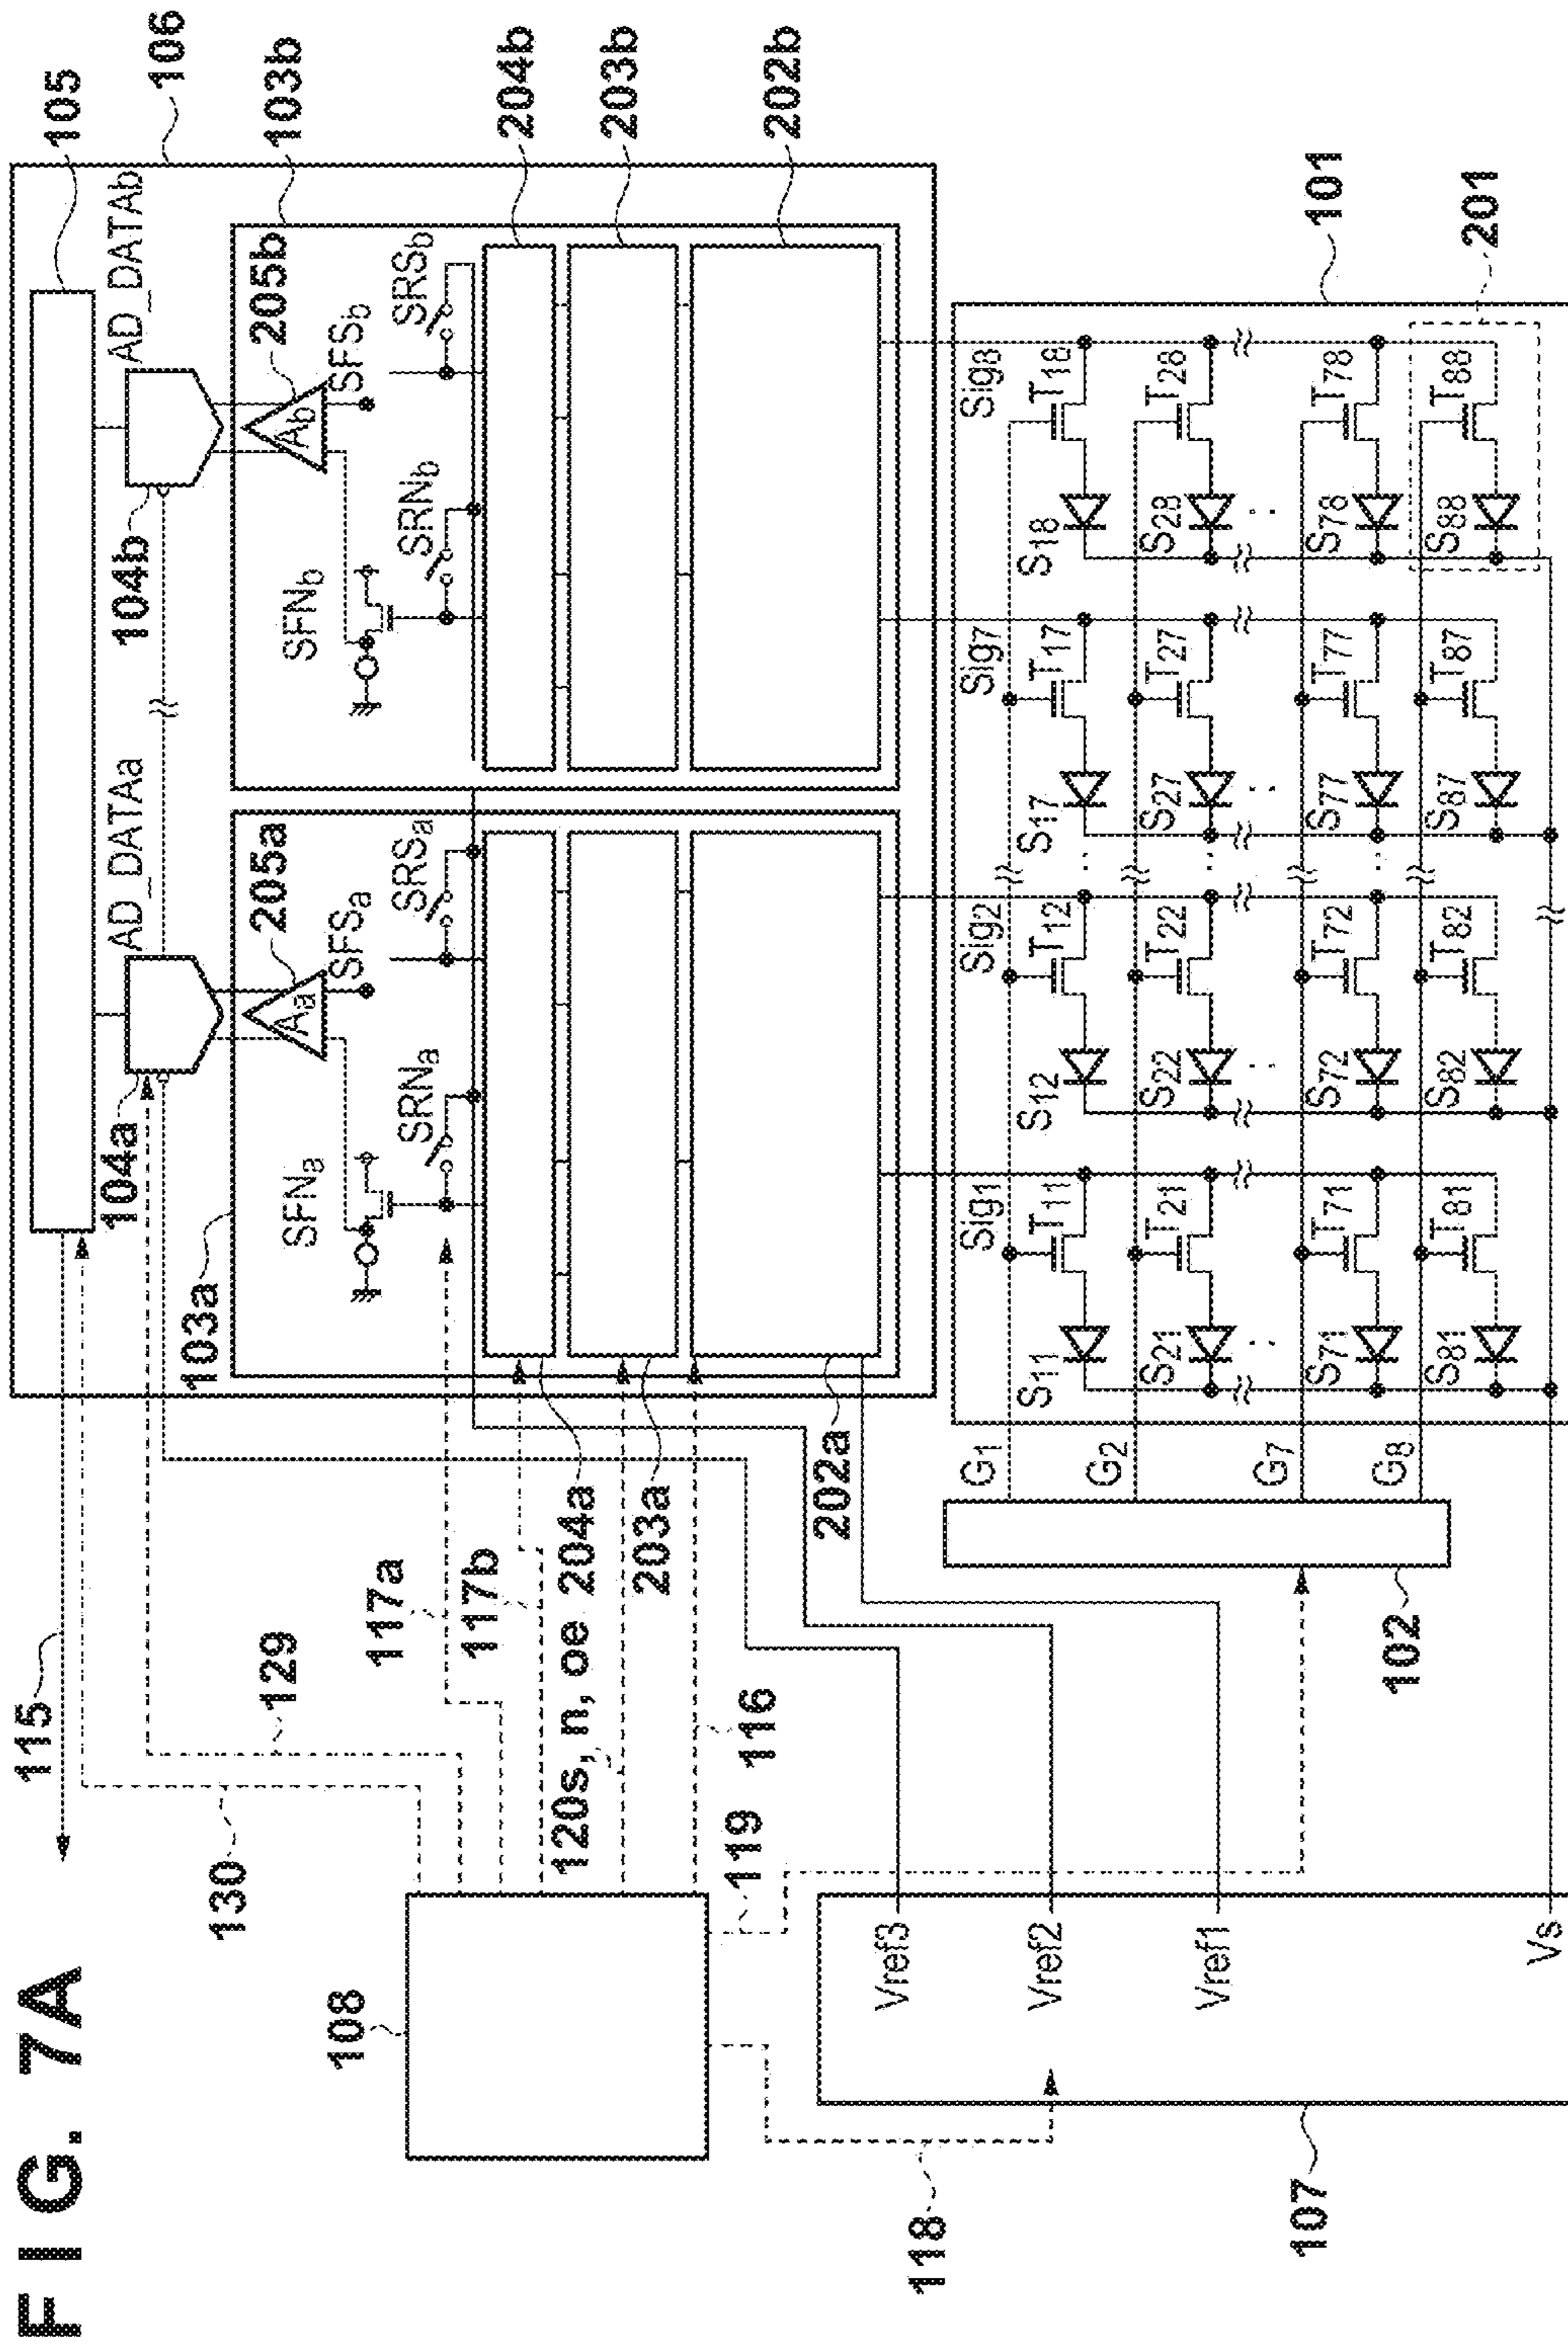 FIG. 7A
115
105
106
130
129
104a
AD_DATAa
104b
AD_DATAb
103a
103b
205a
205b
Aa
Ab
SFNa
SFSa
SFNb
SFSb
SRNa
SRSa
SRNb
SRSb
108
117a
117b
204b
120s, n, oe
204a
203a
203b
116
119
202a
202b
118
107
Vref3
Vref2
Vref1
Vs
102
G1
G2
G7
G8
101
201
Sig1
Sig2
Sig7
Sig8
S11
T11
S12
T12
S17
T17
S18
T18
S21
T21
S22
T22
S27
T27
S28
T28
S71
T71
S72
T72
S77
T77
S78
T78
S81
T81
S82
T82
S87
T87
S88
T88